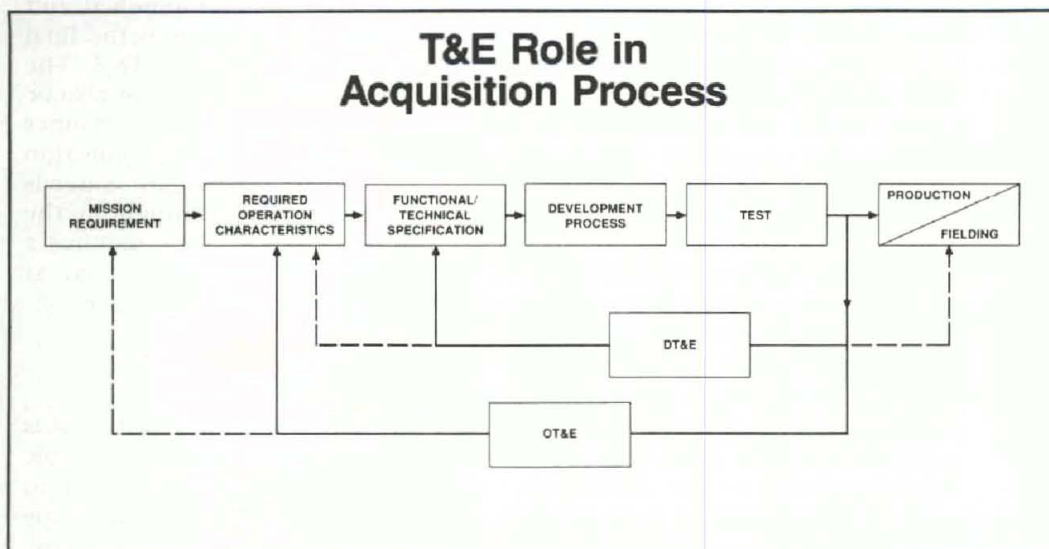 T&E Role in
Acquisition Process
MISSION
REQUIREMENT
REQUIRED
OPERATION
CHARACTERISTICS
FUNCTIONAL/
TECHNICAL
SPECIFICATION
DEVELOPMENT
PROCESS
TEST
PRODUCTION
FIELDING
DT&E
OT&E